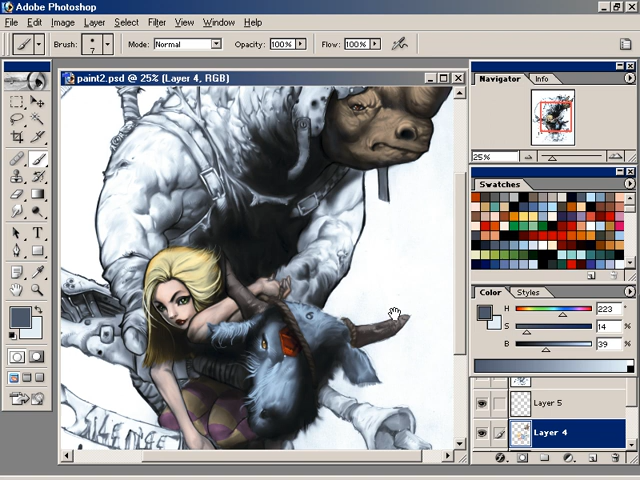 Adobe Photoshop
File Edit Image Layer Select Filter View Window Help
Brush: 7 Mode: Normal Opacity: 100% Flow: 100%
paint2.psd @ 25% (Layer 4, RGB)
Navigator Info
25%
Swatches
Color Styles
H 223
S 14 %
B 39 %
Layer 5
Layer 4